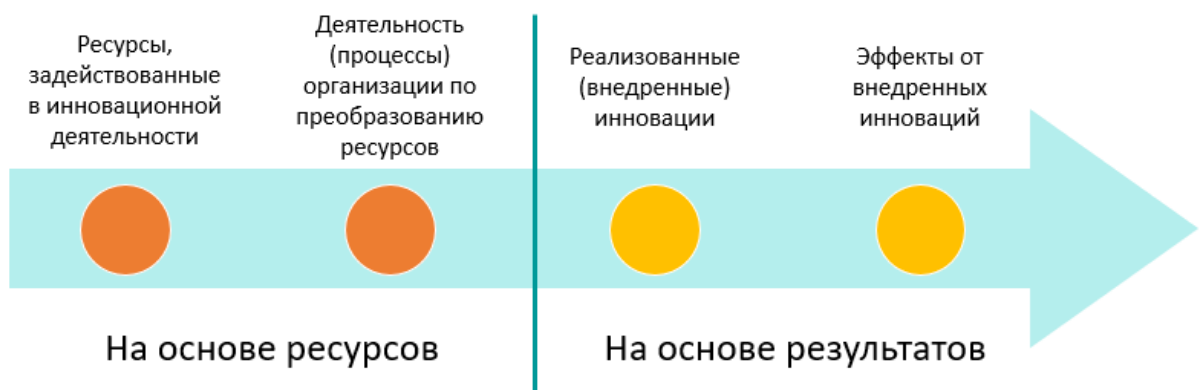 Ресурсы,
задействованные
в инновационной
деятельности
Деятельность
(процессы)
организации по
преобразованию
ресурсов
Реализованные
(внедренные)
инновации
Эффекты от
внедренных
инноваций
На основе ресурсов
На основе результатов